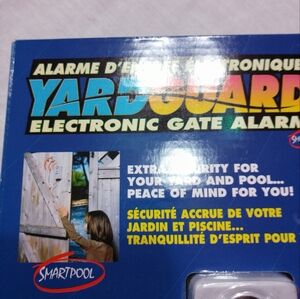 ALARME D'ENTRÉE ÉLECTRONIQUE
YARDGUARD
ELECTRONIC GATE ALARM
EXTRA SECURITY FOR
YOUR YARD AND POOL...
PEACE OF MIND FOR YOU!
SÉCURITÉ ACCRUE DE VOTRE
JARDIN ET PISCINE...
TRANQUILLITÉ D'ESPRIT POUR
SMARTPOOL